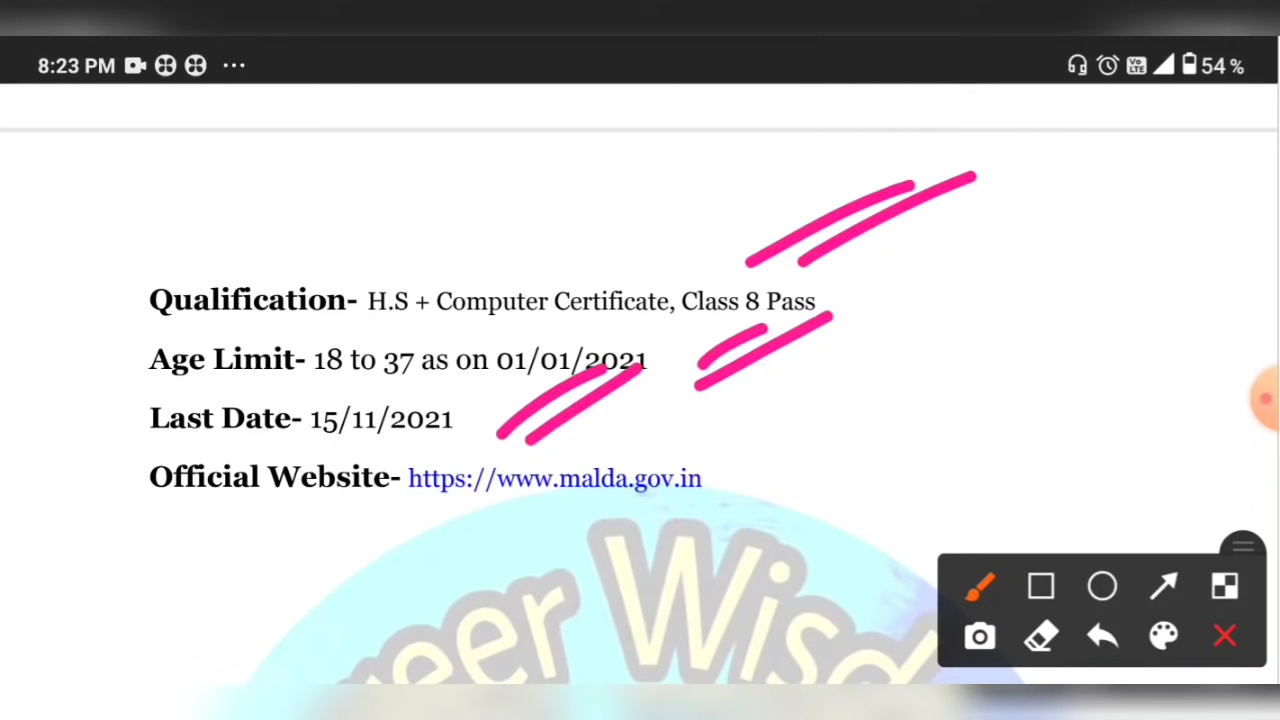 8:23 PM ... 54 %
Qualification- H.S + Computer Certificate, Class 8 Pass
Age Limit- 18 to 37 as on 01/01/2021
Last Date- 15/11/2021
Official Website- https://www.malda.gov.in